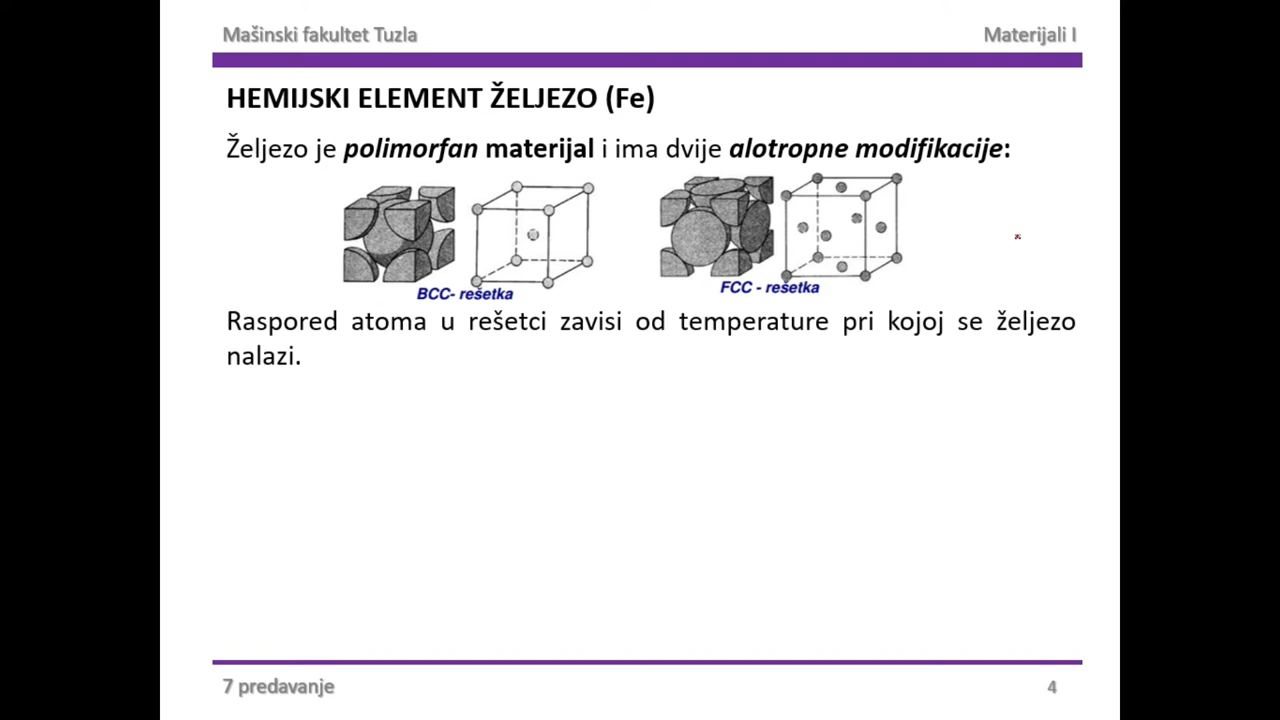 Mašinski fakultet Tuzla
Materijali I
HEMIJSKI ELEMENT ŽELJEZO (Fe)
Željezo je polimorfan materijal i ima dvije alotropne modifikacije:
BCC- rešetka
FCC - rešetka
Raspored atoma u rešetci zavisi od temperature pri kojoj se željezo
nalazi.
7 predavanje
4